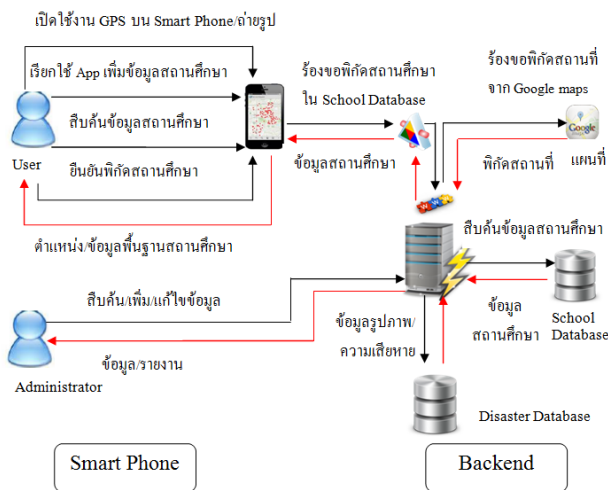 เปิดใช้งาน GPS บน Smart Phone/ถ่ายรูป
เรียกใช้ App เพิ่มข้อมูลสถานศึกษา
สืบค้นข้อมูลสถานศึกษา
User
ยืนยันพิกัดสถานศึกษา
ตำแหน่ง/ข้อมูลพื้นฐานสถานศึกษา
ร้องขอพิกัดสถานศึกษา
ใน School Database
ข้อมูลสถานศึกษา
ร้องขอพิกัดสถานที่
จาก Google maps
Google
แผนที่
พิกัดสถานที่
สืบค้นข้อมูลสถานศึกษา
สืบค้น/เพิ่ม/แก้ไขข้อมูล
ข้อมูล/รายงาน
Administrator
ข้อมูลรูปภาพ/
ความเสียหาย
ข้อมูล
สถานศึกษา
School
Database
Disaster Database
Smart Phone
Backend